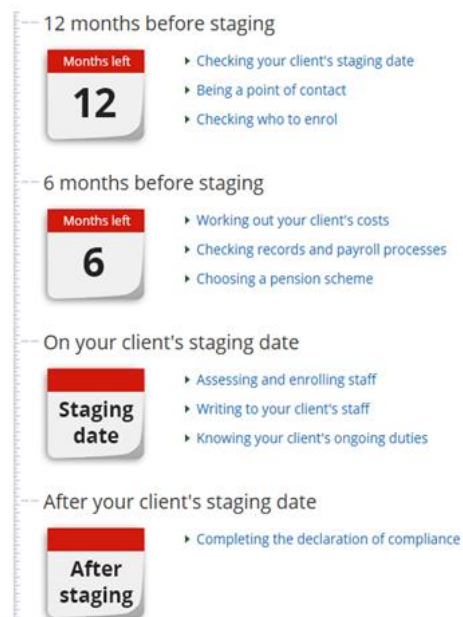 12 months before staging
Months left
12
Checking your client's staging date
Being a point of contact
Checking who to enrol
6 months before staging
Months left
6
Working out your client's costs
Checking records and payroll processes
Choosing a pension scheme
On your client's staging date
Staging
date
Assessing and enrolling staff
Writing to your client's staff
Knowing your client's ongoing duties
After your client's staging date
After
staging
Completing the declaration of compliance